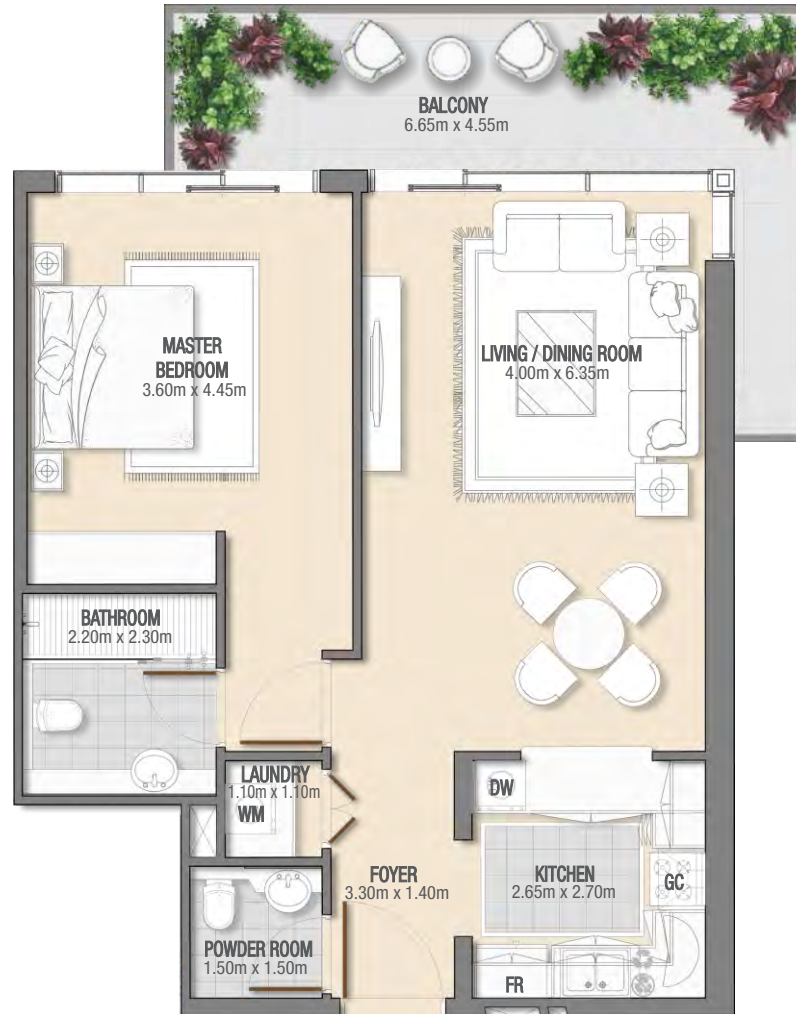 BALCONY
6.65m x 4.55m
MASTER
BEDROOM
3.60m x 4.45m
LIVING / DINING ROOM
4.00m x 6.35m
BATHROOM
2.20m x 2.30m
LAUNDRY
1.10m x 1.10m
WM
DW
FOYER
3.30m x 1.40m
KITCHEN
2.65m x 2.70m
GC
POWDER ROOM
1.50m x 1.50m
FR